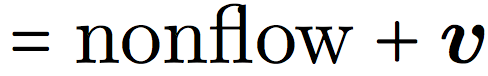 = nonflow + v